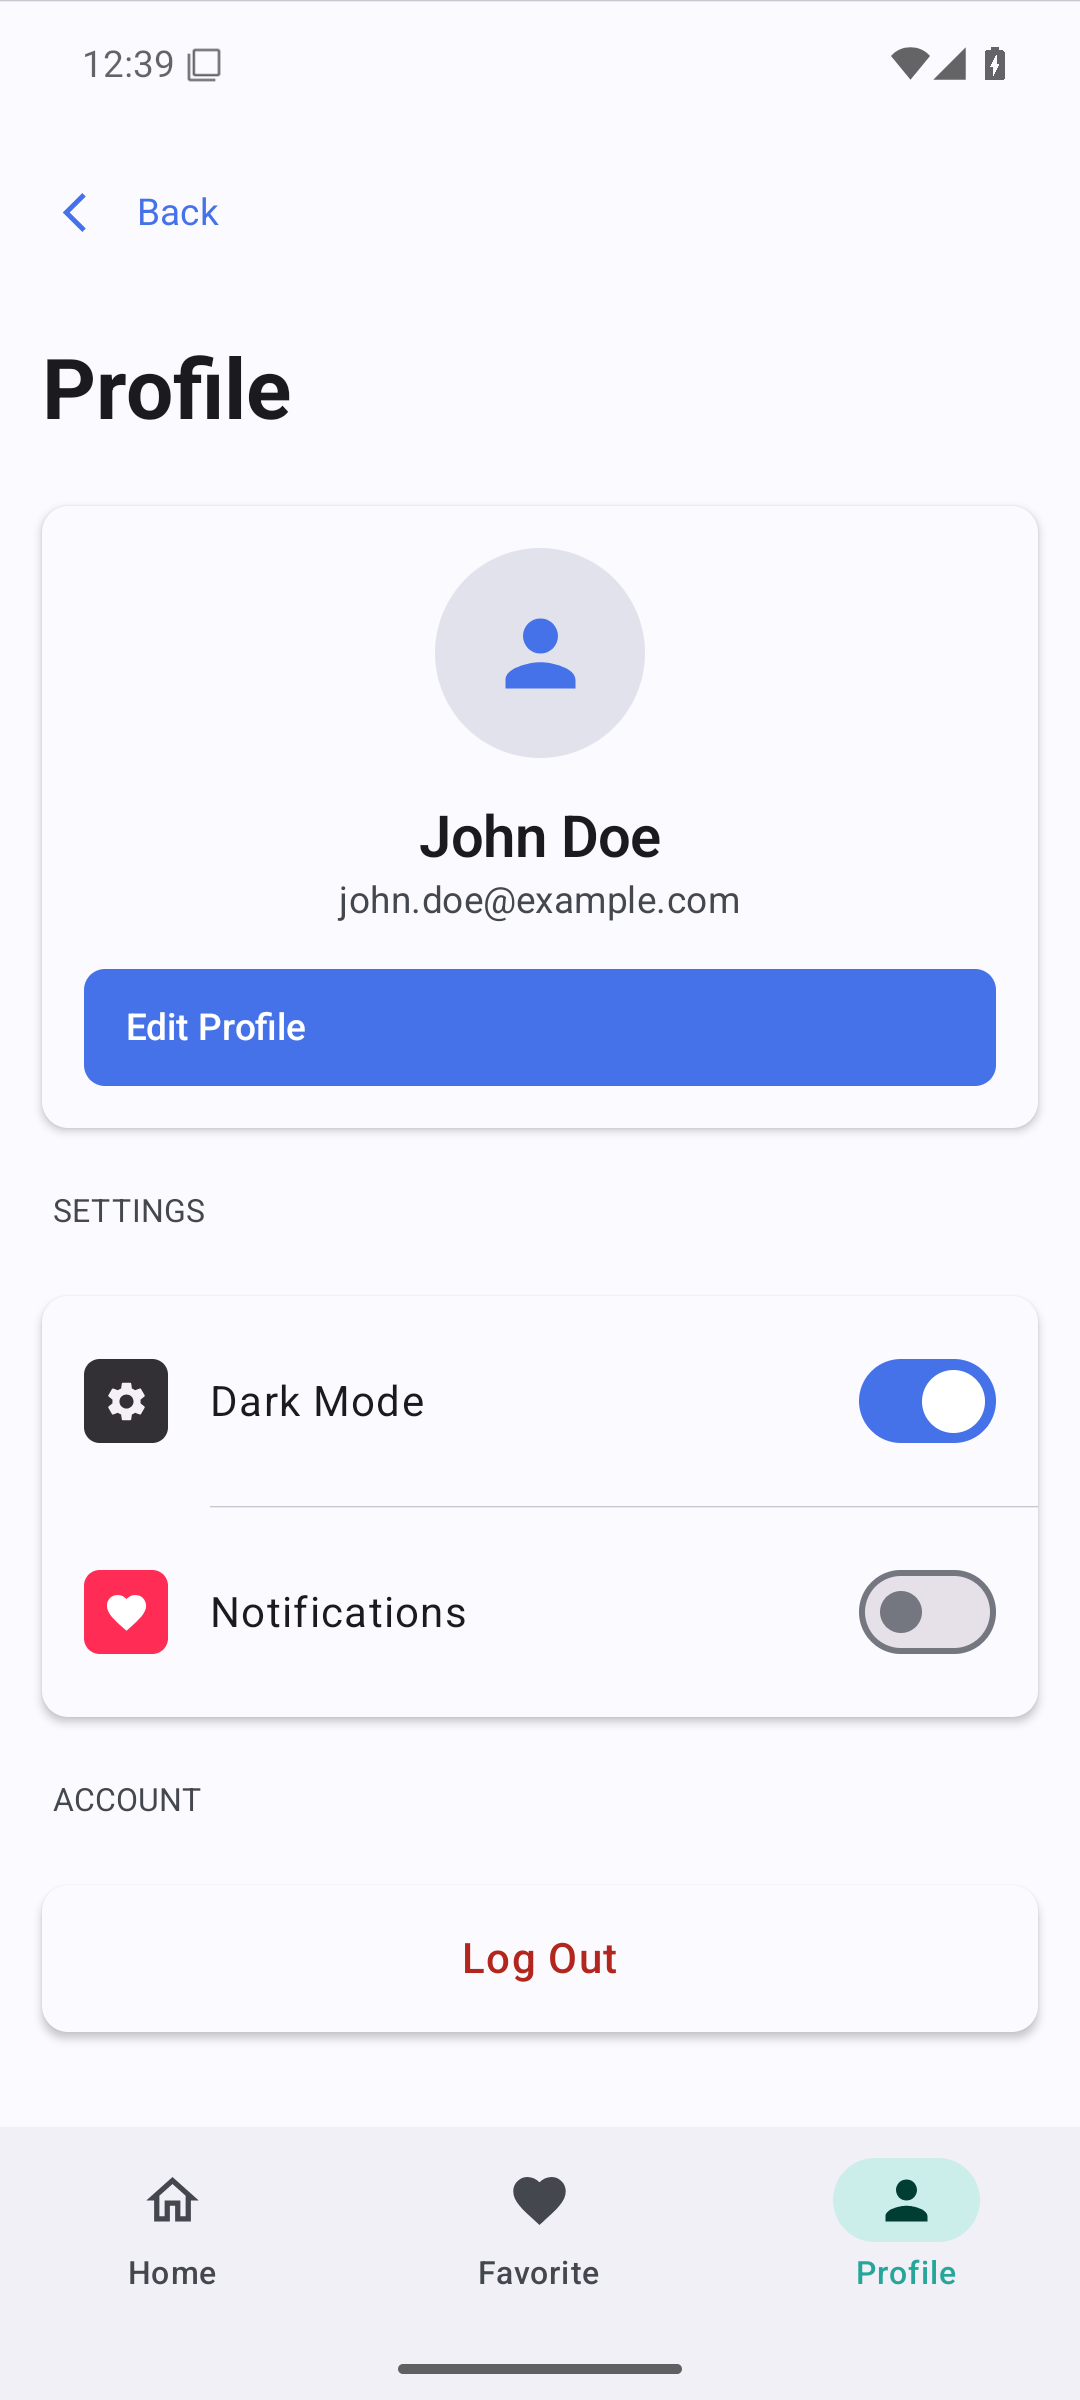 12:39
Back
Profile
John Doe
john.doe@example.com
Edit Profile
SETTINGS
Dark Mode
Notifications
ACCOUNT
Log Out
Home
Favorite
Profile